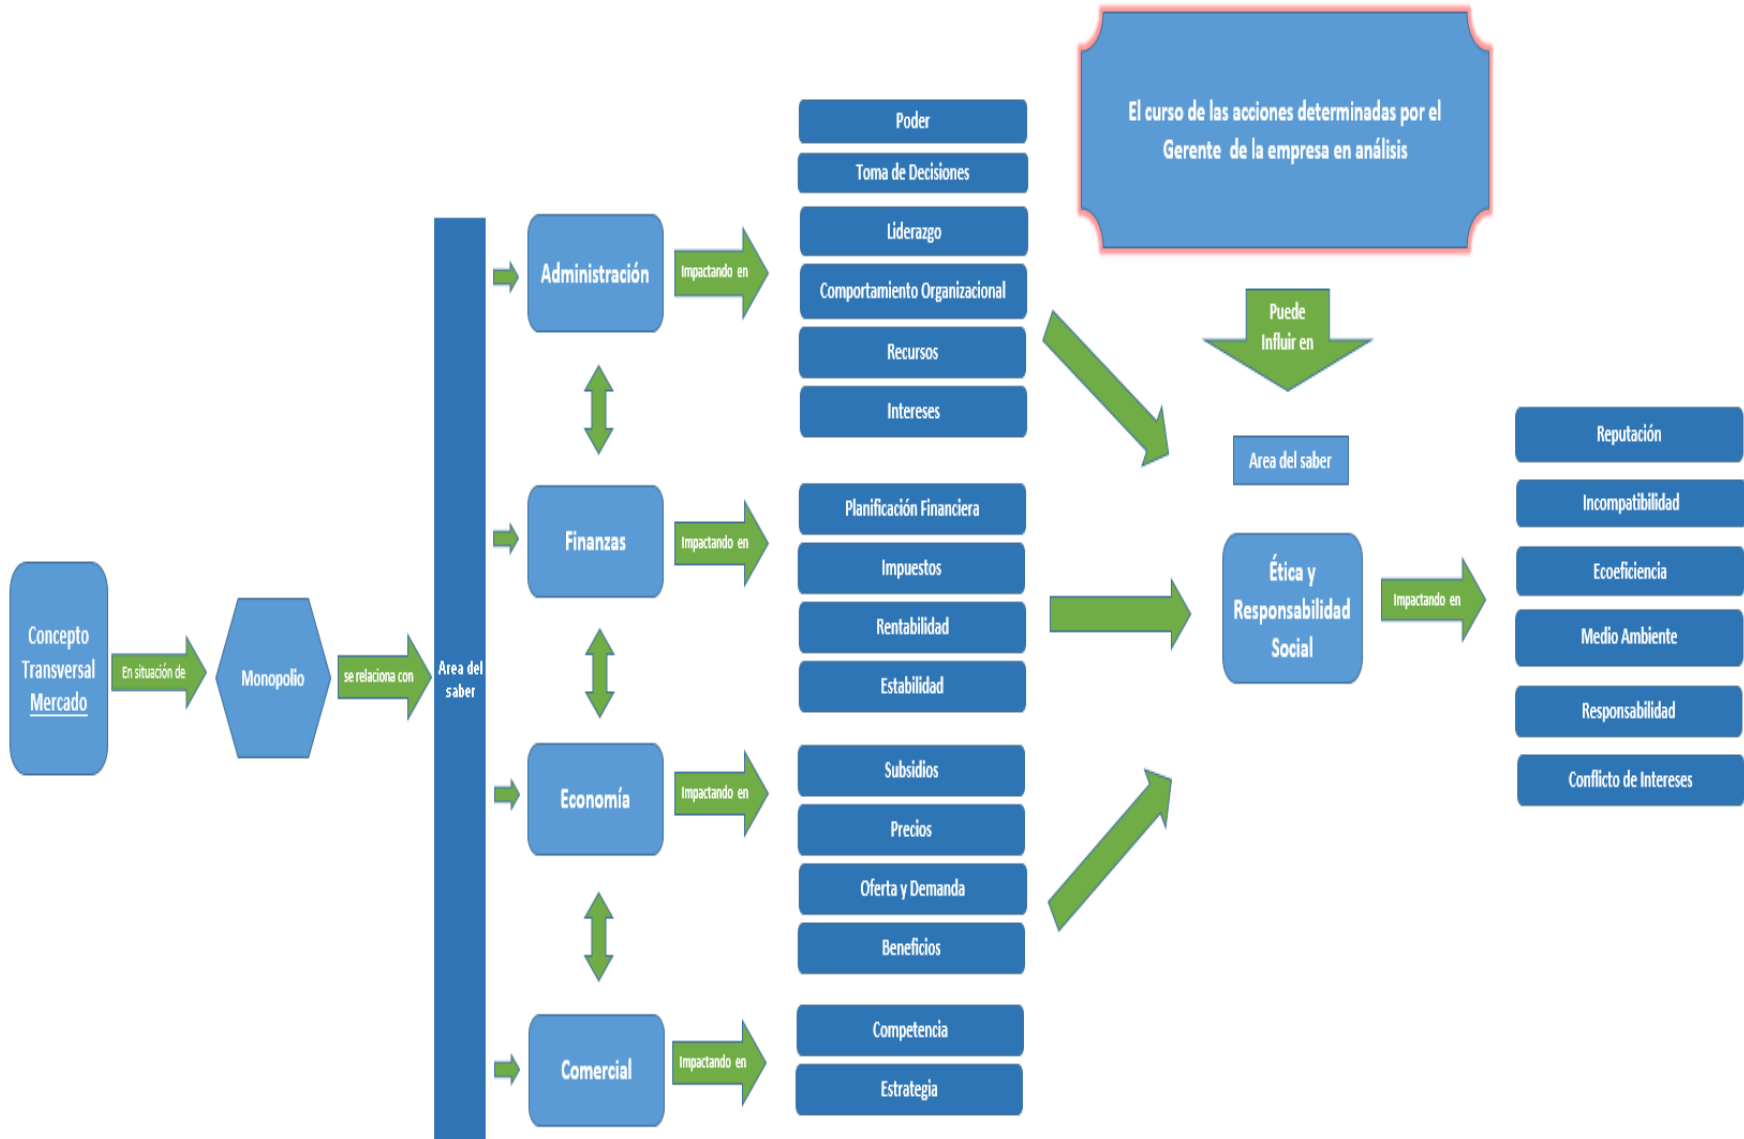 Concepto
Transversal
Mercado
En situación de
Monopolio
se relaciona con
Area del
saber
Administración
Impactando en
Poder
Toma de Decisiones
Liderazgo
Comportamiento Organizacional
Recursos
Intereses
Finanzas
Impactando en
Planificación Financiera
Impuestos
Rentabilidad
Estabilidad
Economía
Impactando en
Subsidios
Precios
Oferta y Demanda
Beneficios
Comercial
Impactando en
Competencia
Estrategia
El curso de las acciones determinadas por el
Gerente de la empresa en análisis
Puede
Influir en
Area del saber
Ética y
Responsabilidad
Social
Impactando en
Reputación
Incompatibilidad
Ecoeficiencia
Medio Ambiente
Responsabilidad
Conflicto de Intereses